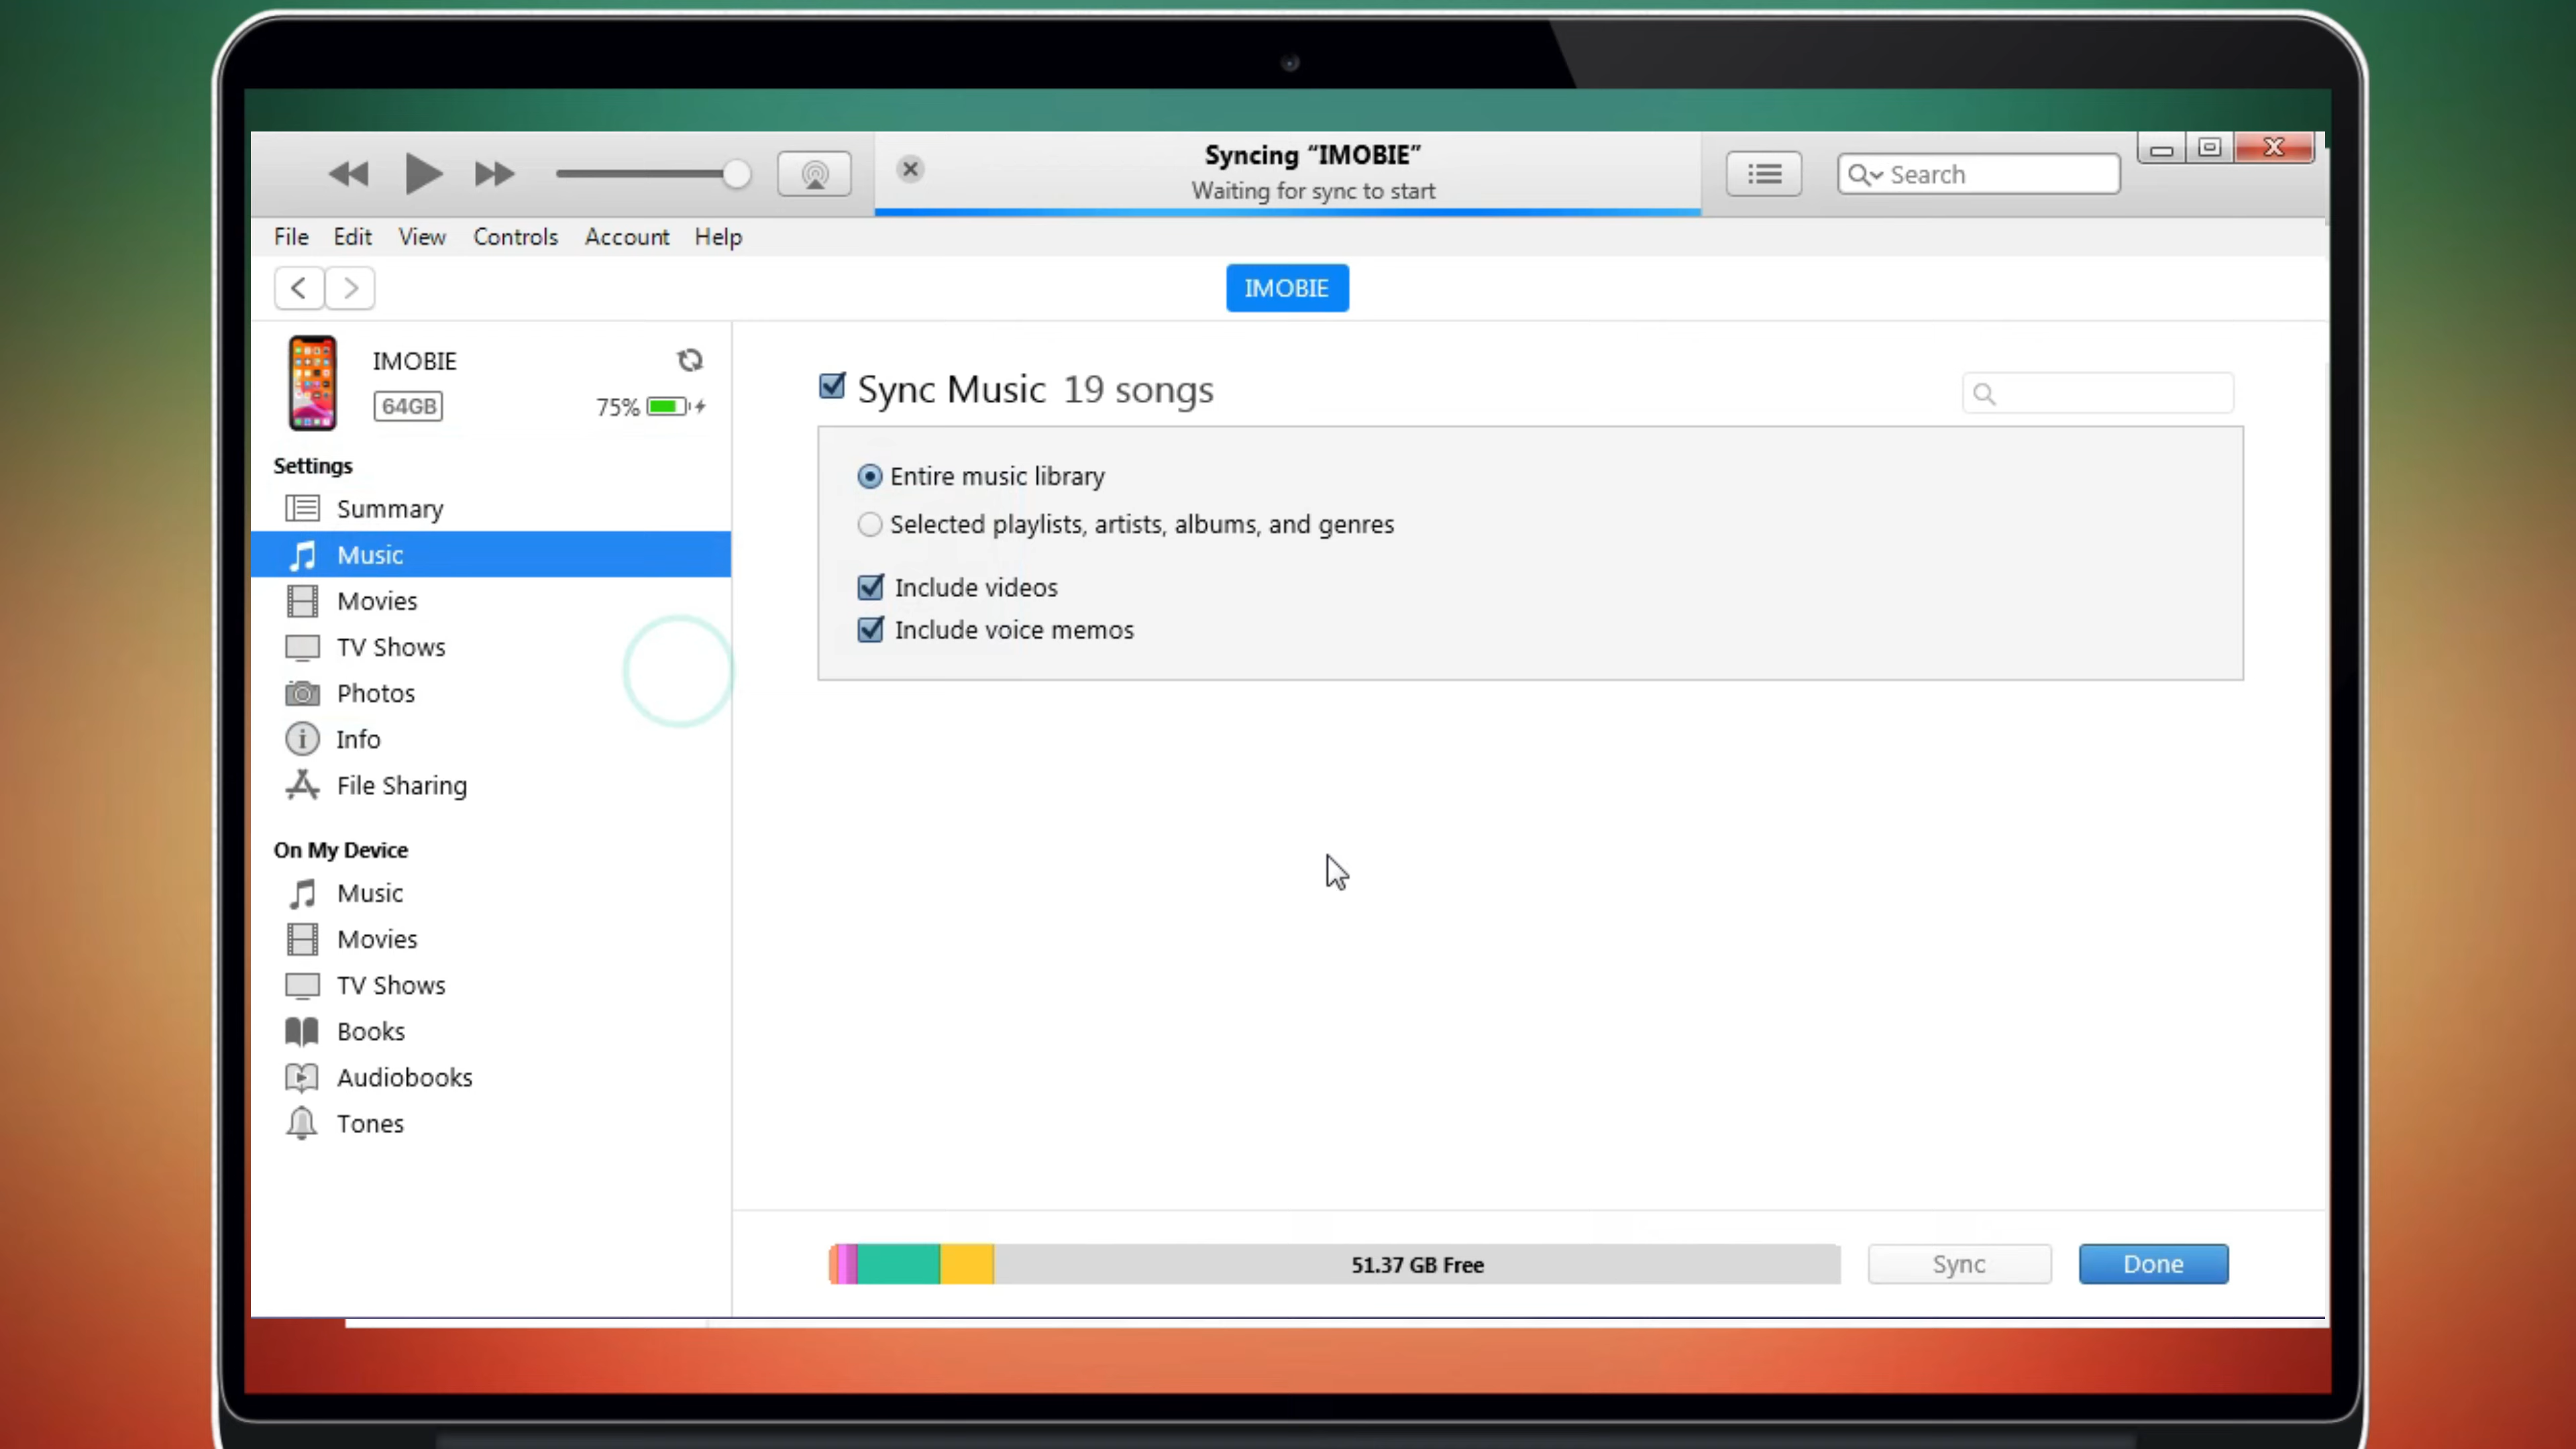 Syncing “IMOBIE”
Waiting for sync to start
Search
File Edit View Controls Account Help
IMOBIE
IMOBIE
64GB
75%
Settings
Summary
Music
Movies
TV Shows
Photos
Info
File Sharing
On My Device
Music
Movies
TV Shows
Books
Audiobooks
Tones
Sync Music 19 songs
Entire music library
Selected playlists, artists, albums, and genres
Include videos
Include voice memos
51.37 GB Free
Sync
Done